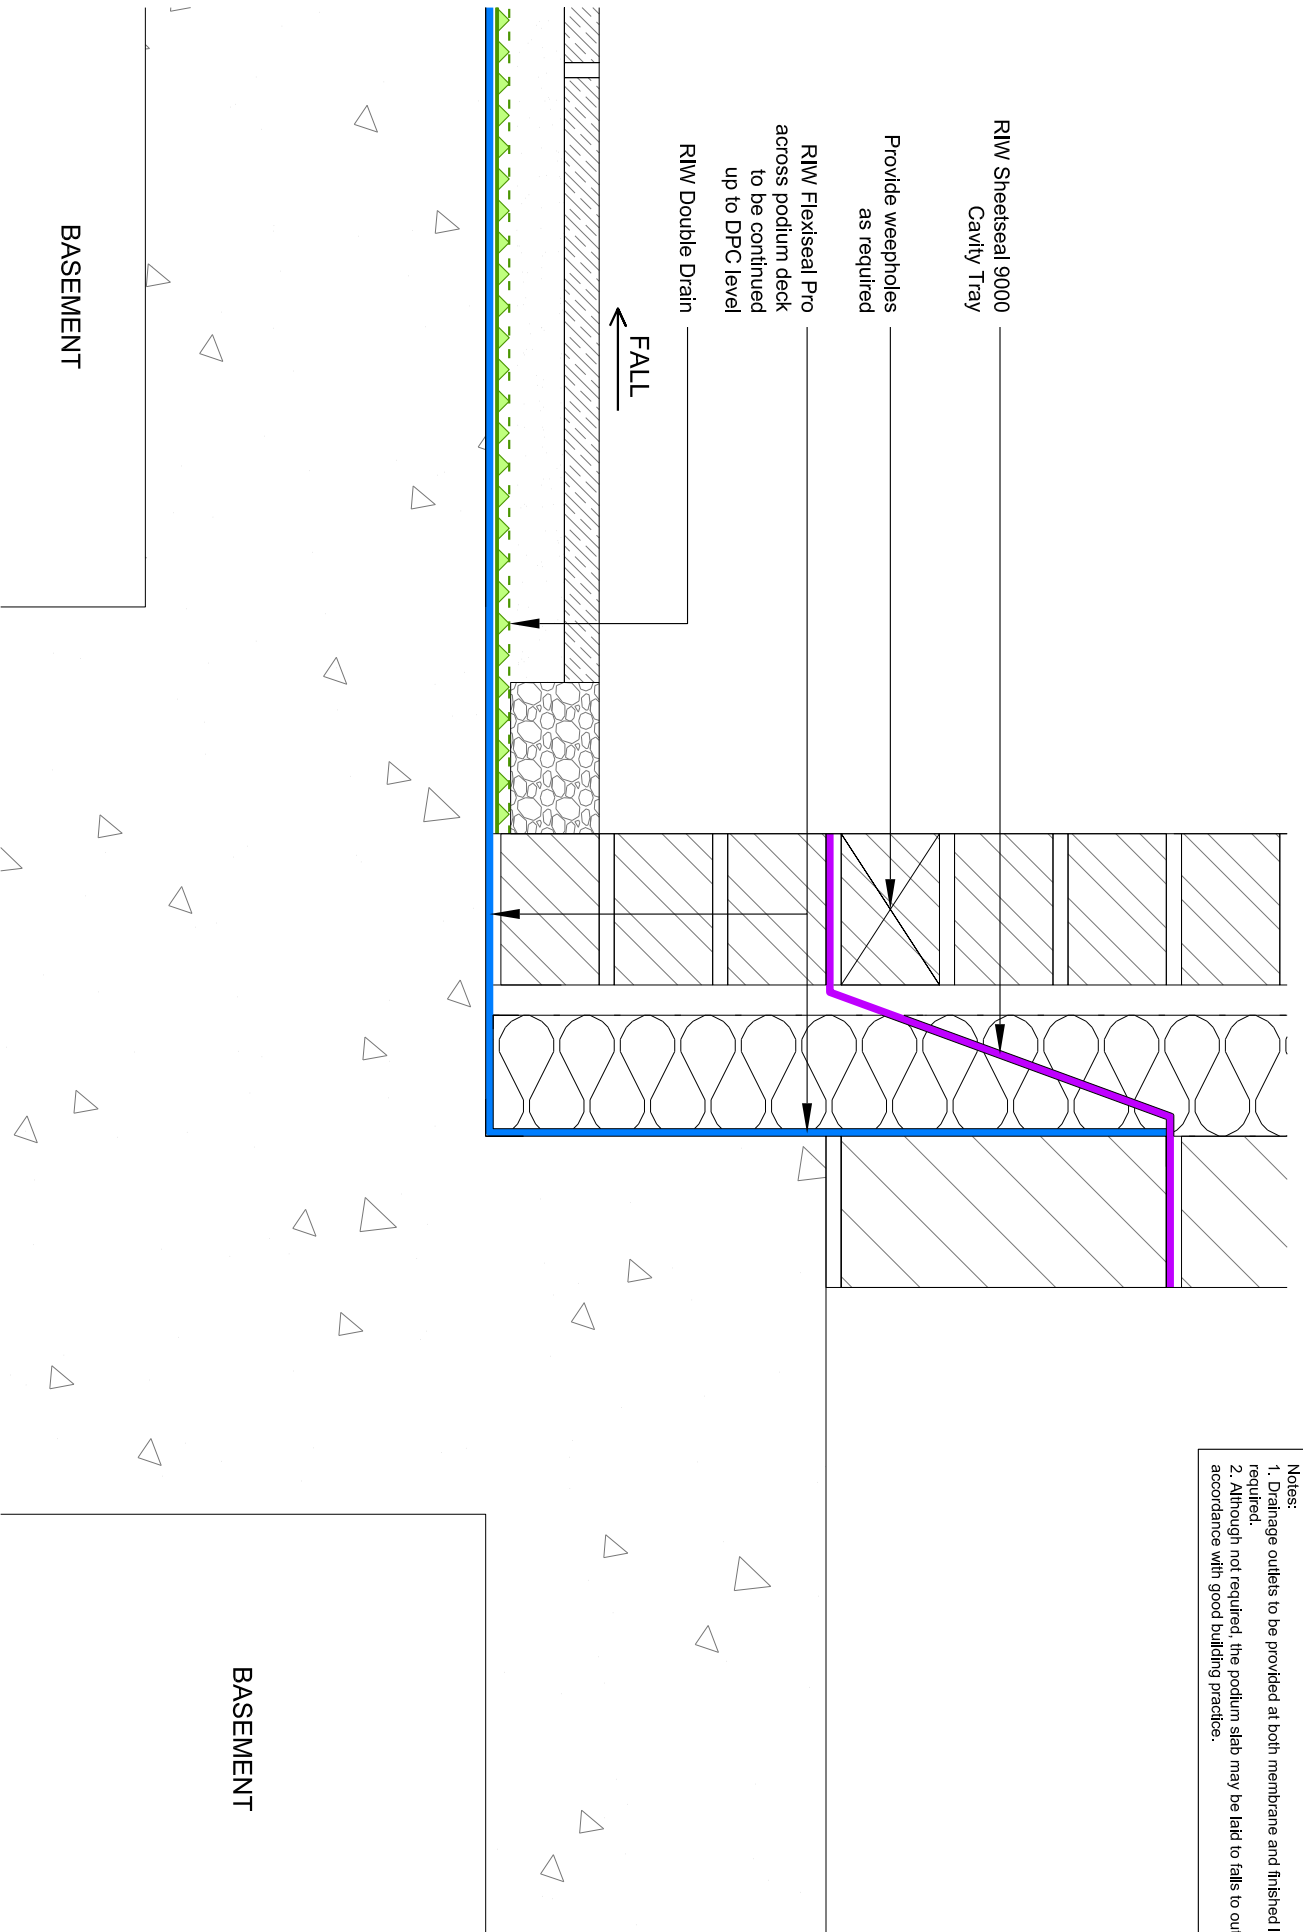 RIW Sheetseal 9000
Cavity Tray
Provide weepholes
as required
RIW Flexiseal Pro
across podium deck
to be continued
up to DPC level
RIW Double Drain
FALL
BASEMENT
BASEMENT
Notes:
1. Drainage outlets to be provided at both membrane and finished
required.
2. Although not required, the podium slab may be laid to falls to
accordance with good building practice.